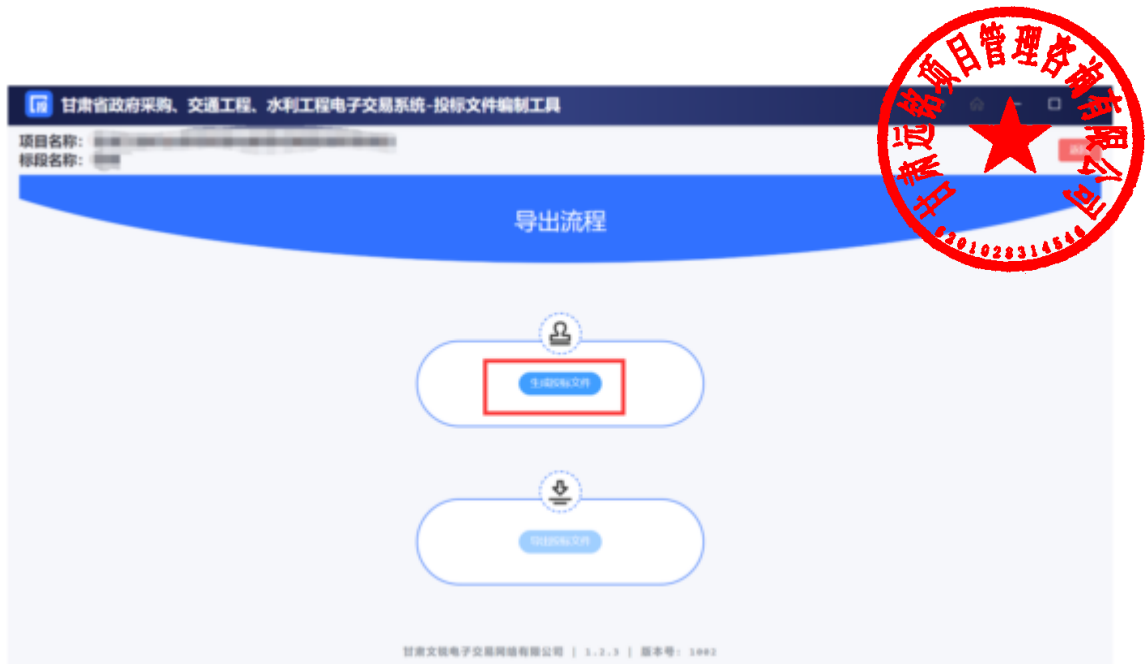 甘肃省政府采购、交通工程、水利工程电子交易系统-投标文件编制工具
项目名称：
标段名称：
甘肃远铭项目管理咨询有限公司
6201028314546
导出流程
生成投标文件
导出投标文件
甘肃文锐电子交易网络有限公司 | 1.2.3 | 版本号: 1002